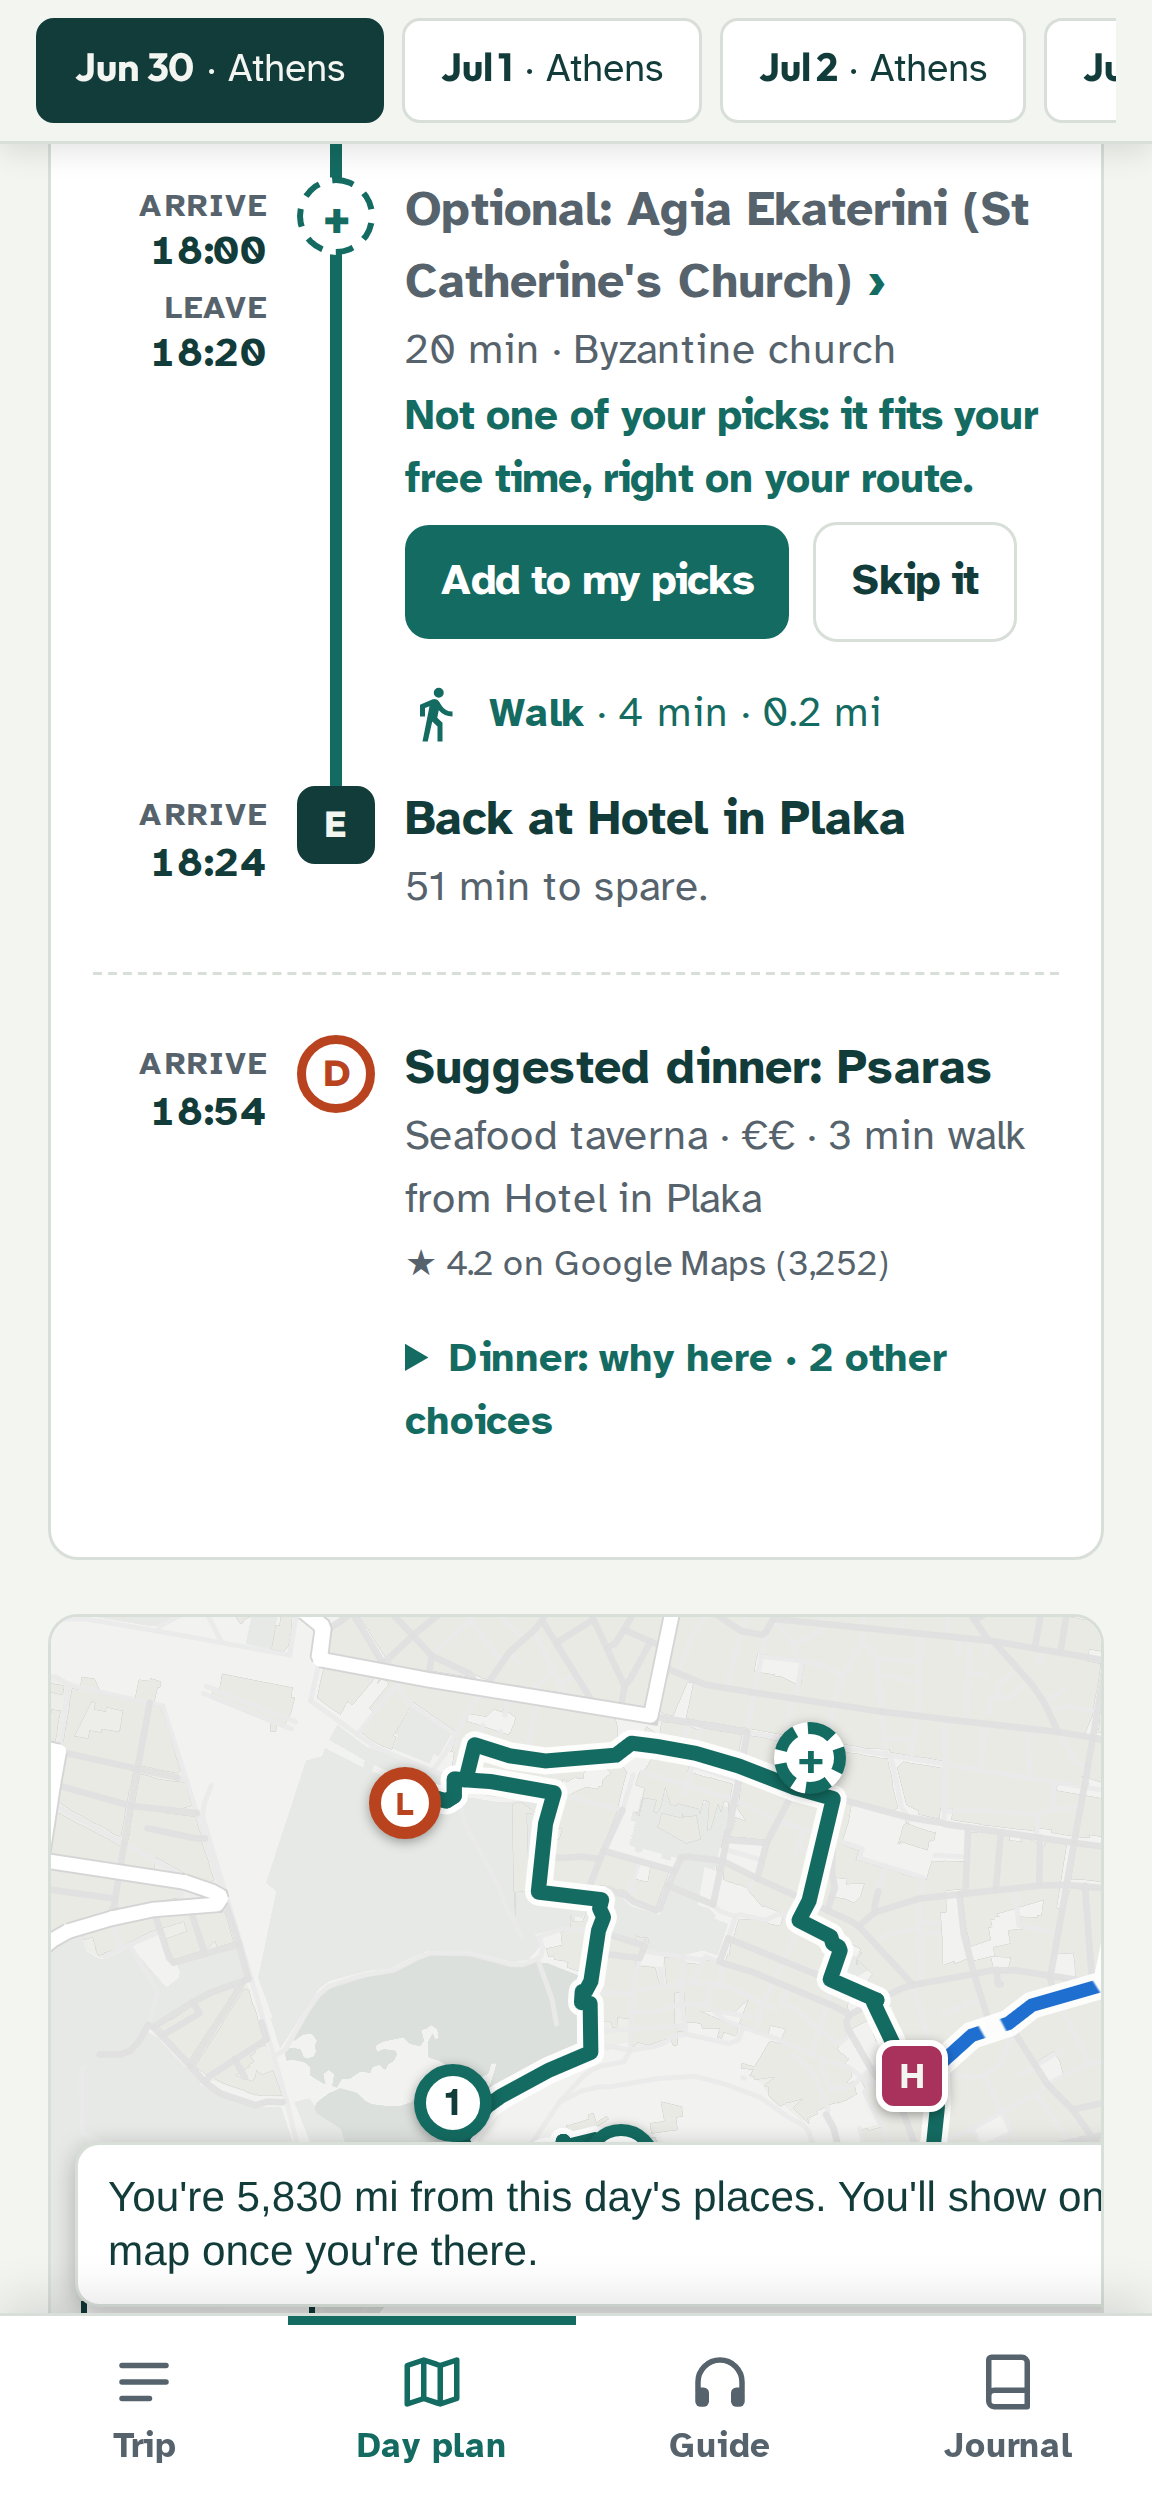 Jun 30 · Athens
Jul 1 · Athens
Jul 2 · Athens
Ju
ARRIVE
18:00
LEAVE
18:20
+
Optional: Agia Ekaterini (St
Catherine's Church) ›
20 min · Byzantine church
Not one of your picks: it fits your
free time, right on your route.
Add to my picks
Skip it
Walk · 4 min · 0.2 mi
ARRIVE
18:24
E
Back at Hotel in Plaka
51 min to spare.
ARRIVE
18:54
D
Suggested dinner: Psaras
Seafood taverna · €€ · 3 min walk
from Hotel in Plaka
★ 4.2 on Google Maps (3,252)
▶ Dinner: why here · 2 other
choices
+
L
1
H
You're 5,830 mi from this day's places. You'll show on
map once you're there.
Trip
Day plan
Guide
Journal